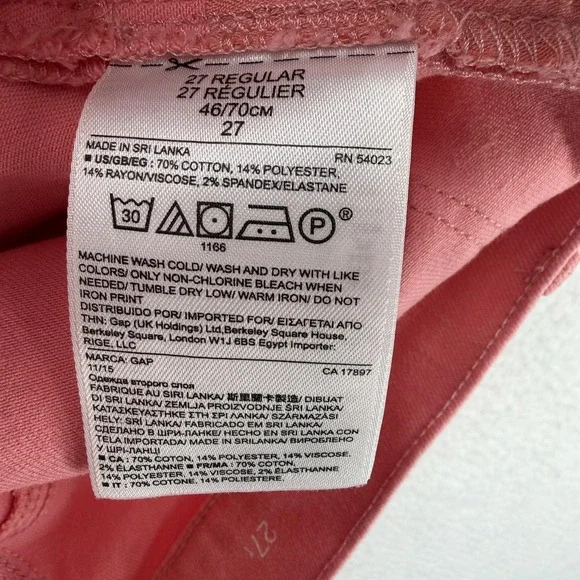 27 REGULAR
27 RÉGULIER
46/70CM
27
MADE IN SRI LANKA RN 54023
■ US/GB/EG: 70% COTTON, 14% POLYESTER,
14% RAYON/VISCOSE, 2% SPANDEX/ELASTANE
30 P ®
1166
MACHINE WASH COLD/ WASH AND DRY WITH LIKE
COLORS/ ONLY NON-CHLORINE BLEACH WHEN
NEEDED/ TUMBLE DRY LOW/ WARM IRON/ DO NOT
IRON PRINT
DISTRIBUIDO POR/ IMPORTED BY/ FOR/ ΕΙΣΑΓΕΤΑΙ ΑΠΟ
ΤΗΝ: Gap (UK Holdings) Ltd,Berkeley Square House,
Berkeley Square, London W1J 6BS Egypt Importer:
RIGE, LLC
MARCA: GAP CA 17897
11/15
Одежда второго слоя
FABRIQUE AU SRI LANKA/ 斯里蘭卡製造/ DIBUAT
DI SRI LANKA/ ZEMLJA PROIZVODNJE ŠRI LANKA/
ΚΑΤΑΣΚΕΥΑΣΤΗΚΕ ΣΤΗ ΣΡΙ ΛΑΝΚΑ/ SZÁRMAZÁSI
HELY: SRÍ LANKA/ FABRICADO EM SRI LANKA/
СДЕЛАНО В ШРИ-ЛАНКЕ/ HECHO EN SRI LANKA CON
TELA IMPORTADA/ MADE IN SRILANKA/ ВИРОБЛЕНО
У ШРІ-ЛАНЦІ
■ CA : 70% COTON, 14% POLYESTER, 14% VISCOSE,
2% ÉLASTHANNE ■ FR/MA : 70% COTON,
14% POLYESTER, 14% VISCOSE, 2% ÉLASTHANNE
■ IT : 70% COTONE, 14% POLIESTERE,
27